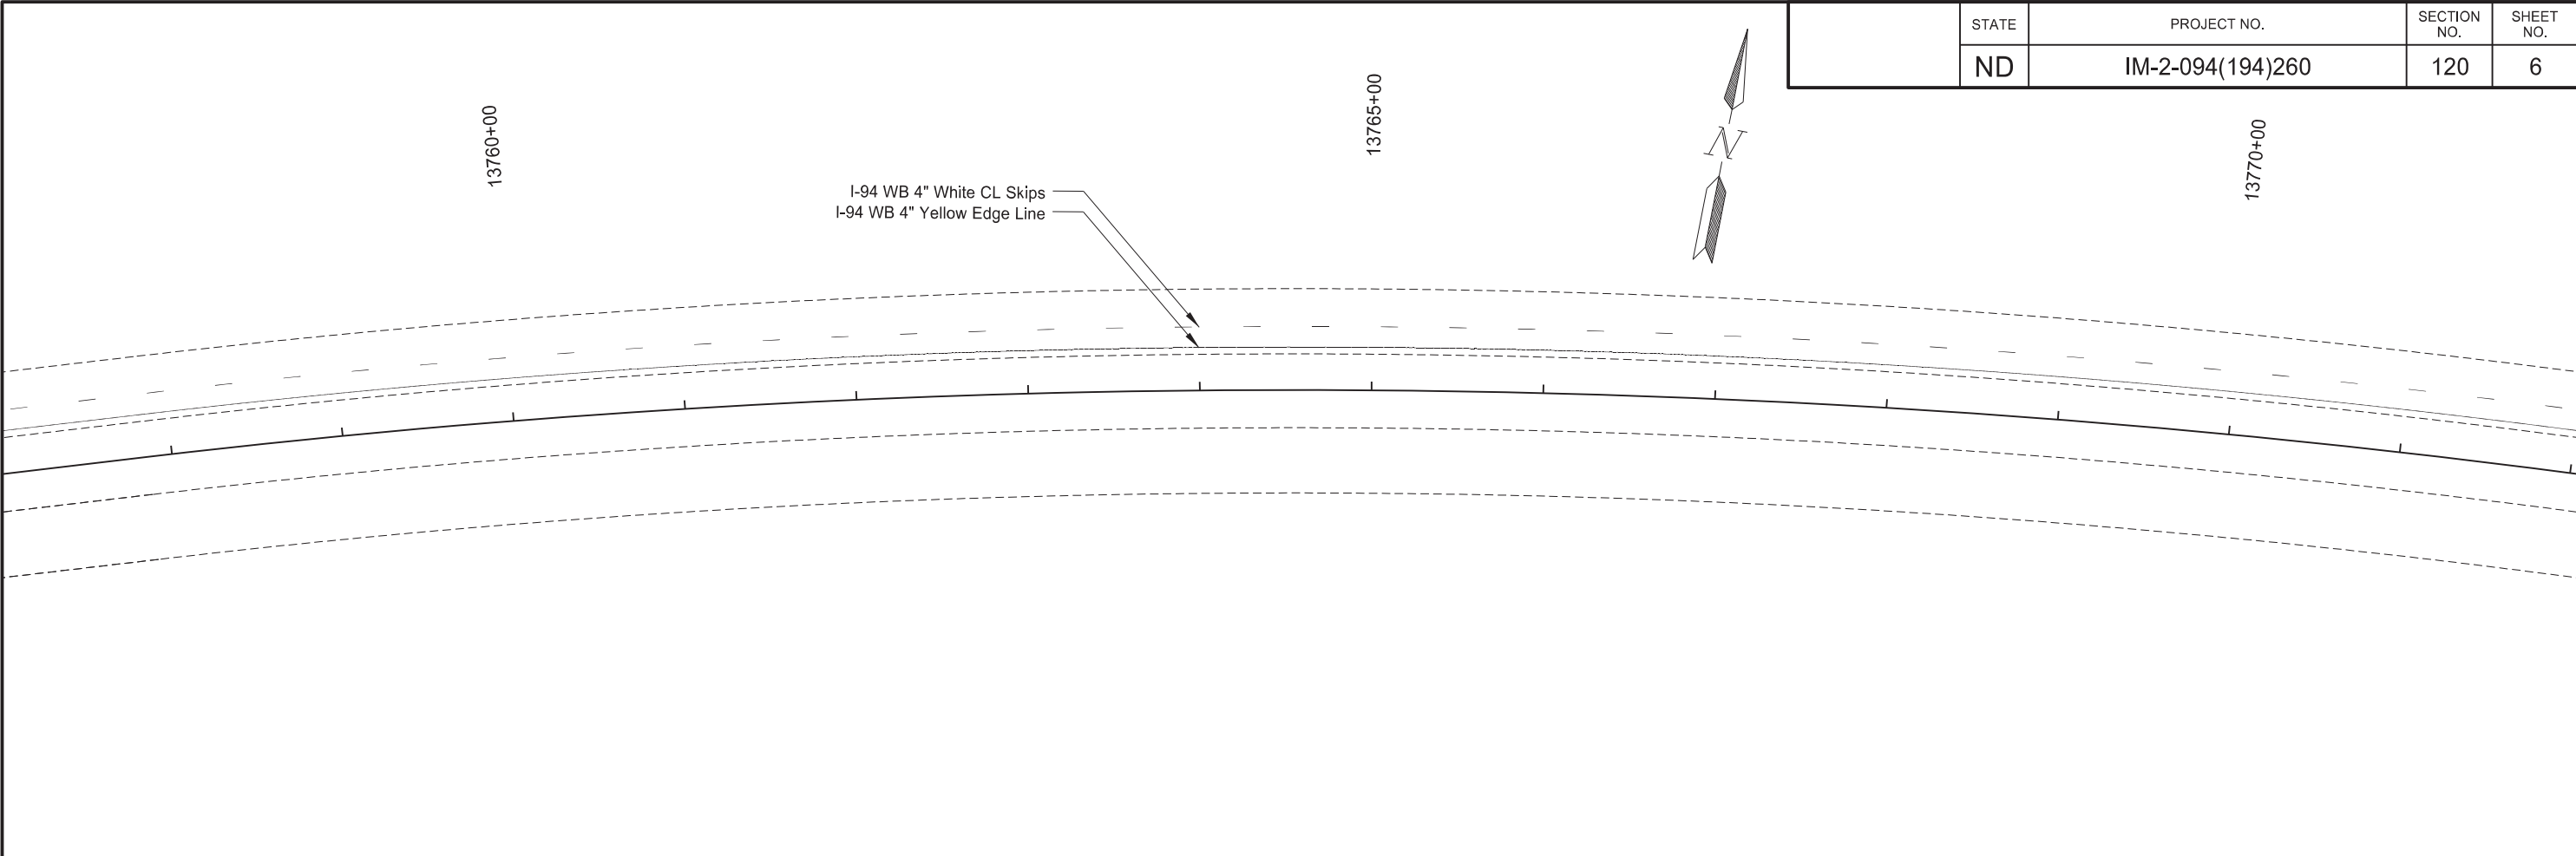 STATE
PROJECT NO.
SECTION NO.
SHEET NO.
ND
IM-2-094(194)260
120
6
13760+00
13765+00
13770+00
N
I-94 WB 4" White CL Skips
I-94 WB 4" Yellow Edge Line